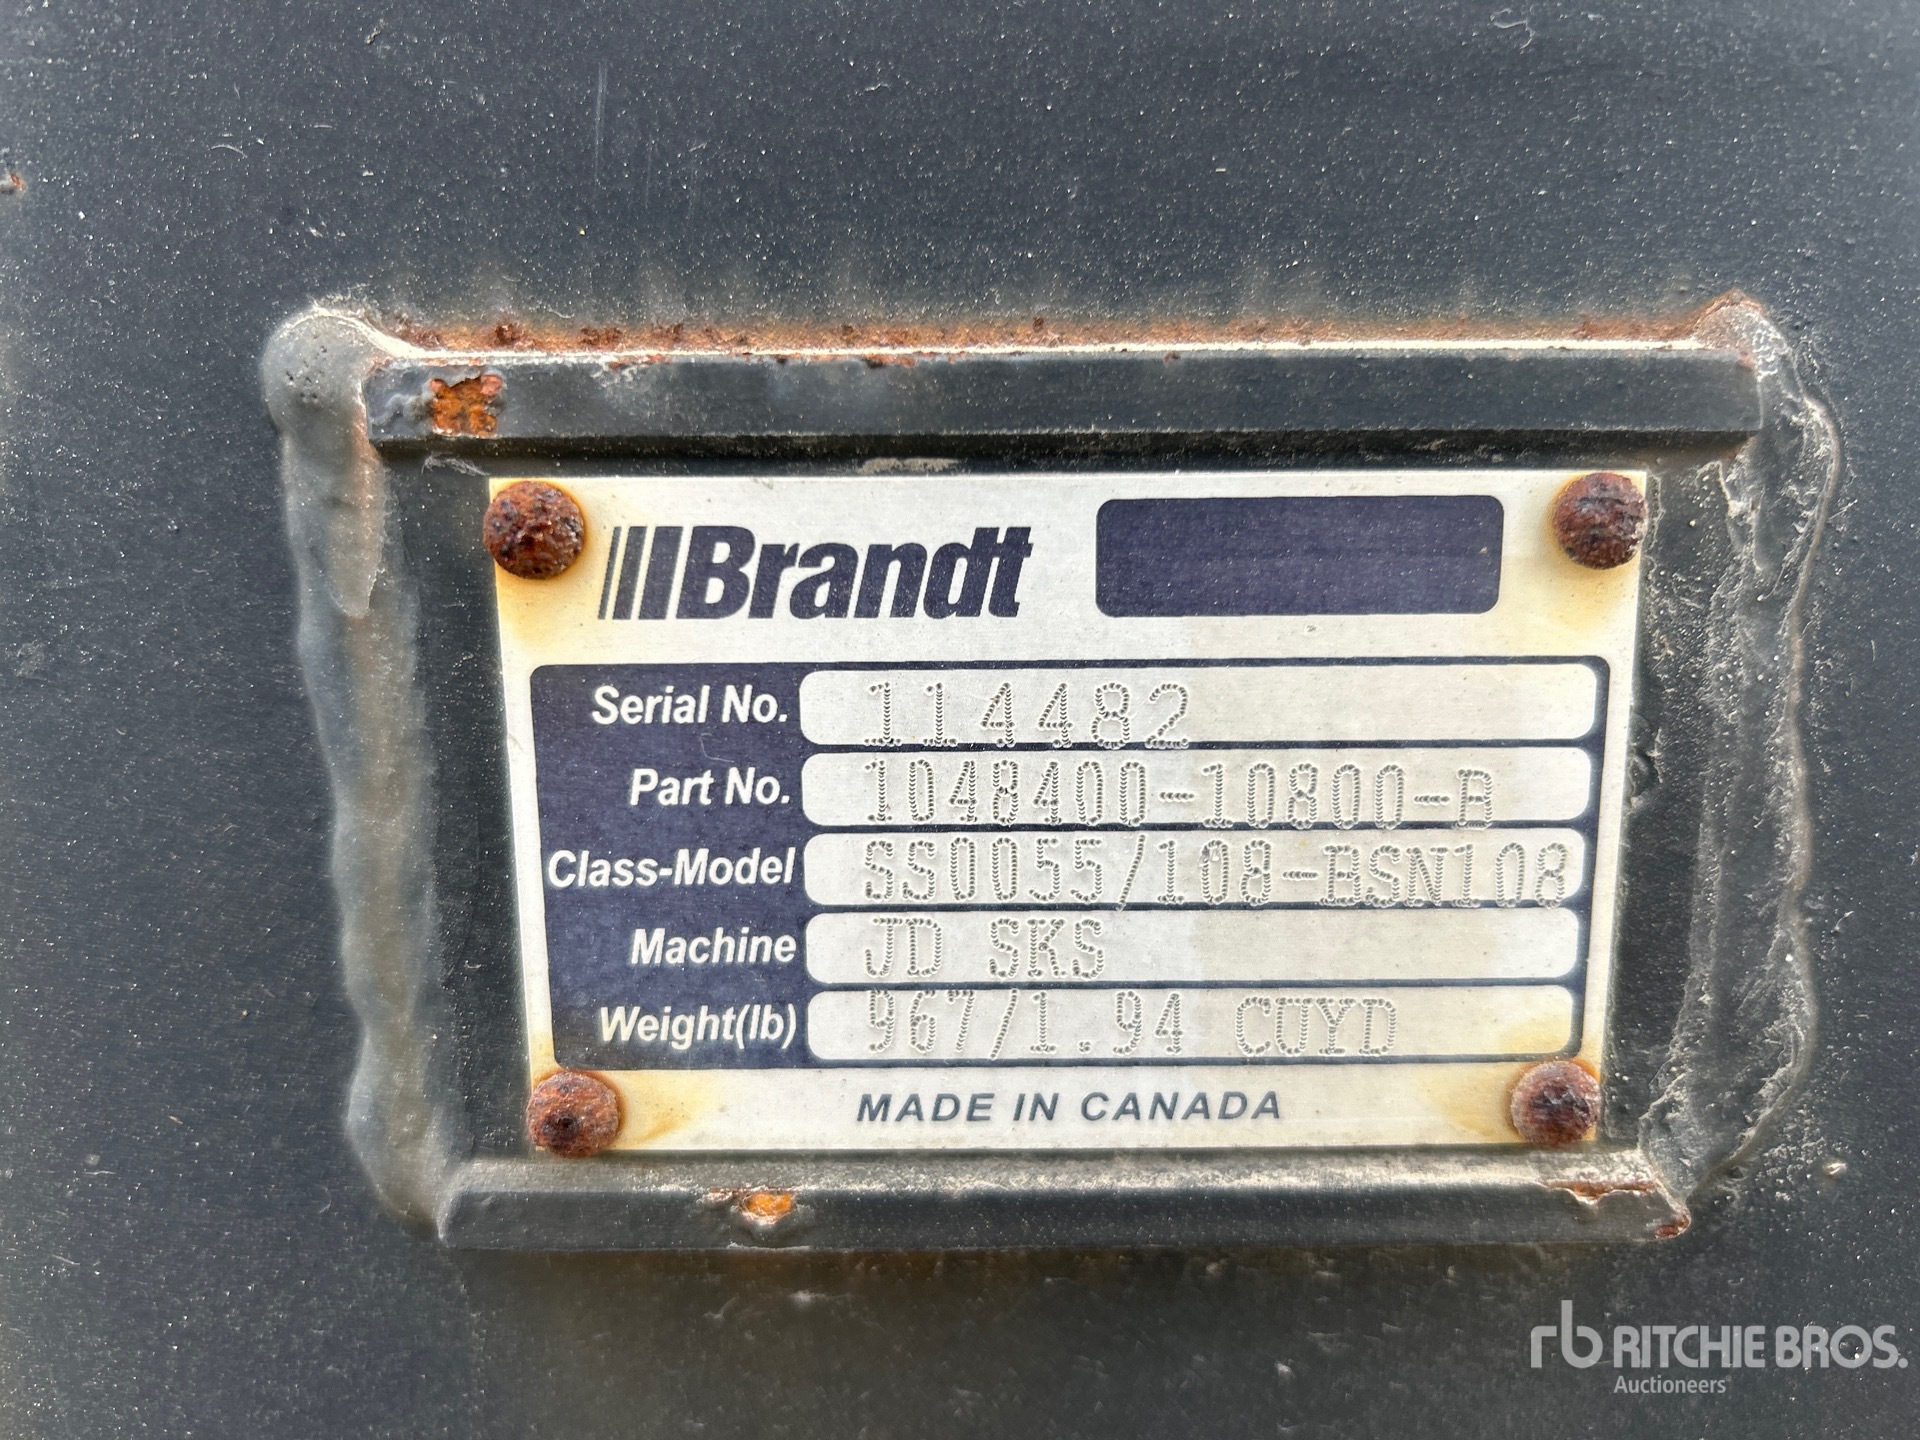 Brandt
Serial No. 114482
Part No. 1048400-10800-B
Class-Model SS0055/108-BSN108
Machine JD SKS
Weight(lb) 967/1.94 CUYD
MADE IN CANADA
rb RITCHIE BROS.
Auctioneers